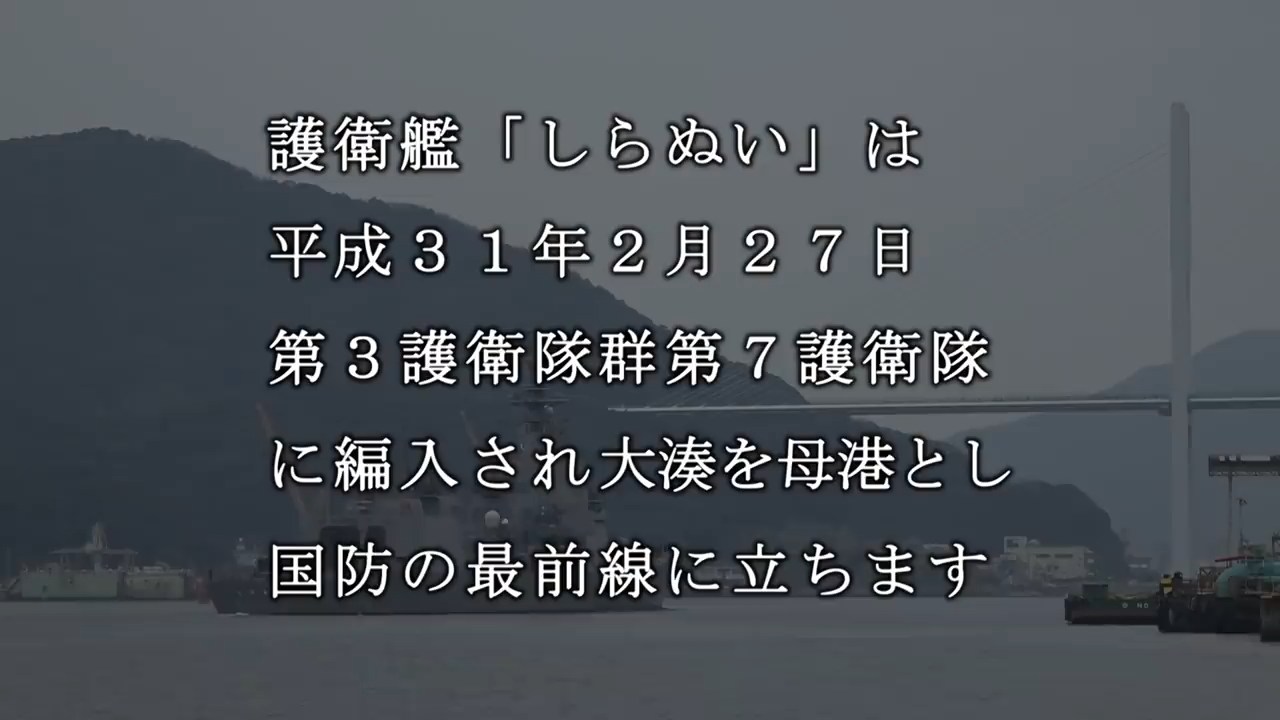 護衛艦「しらぬい」は
平成３１年２月２７日
第３護衛隊群第７護衛隊
に編入され大湊を母港とし
国防の最前線に立ちます